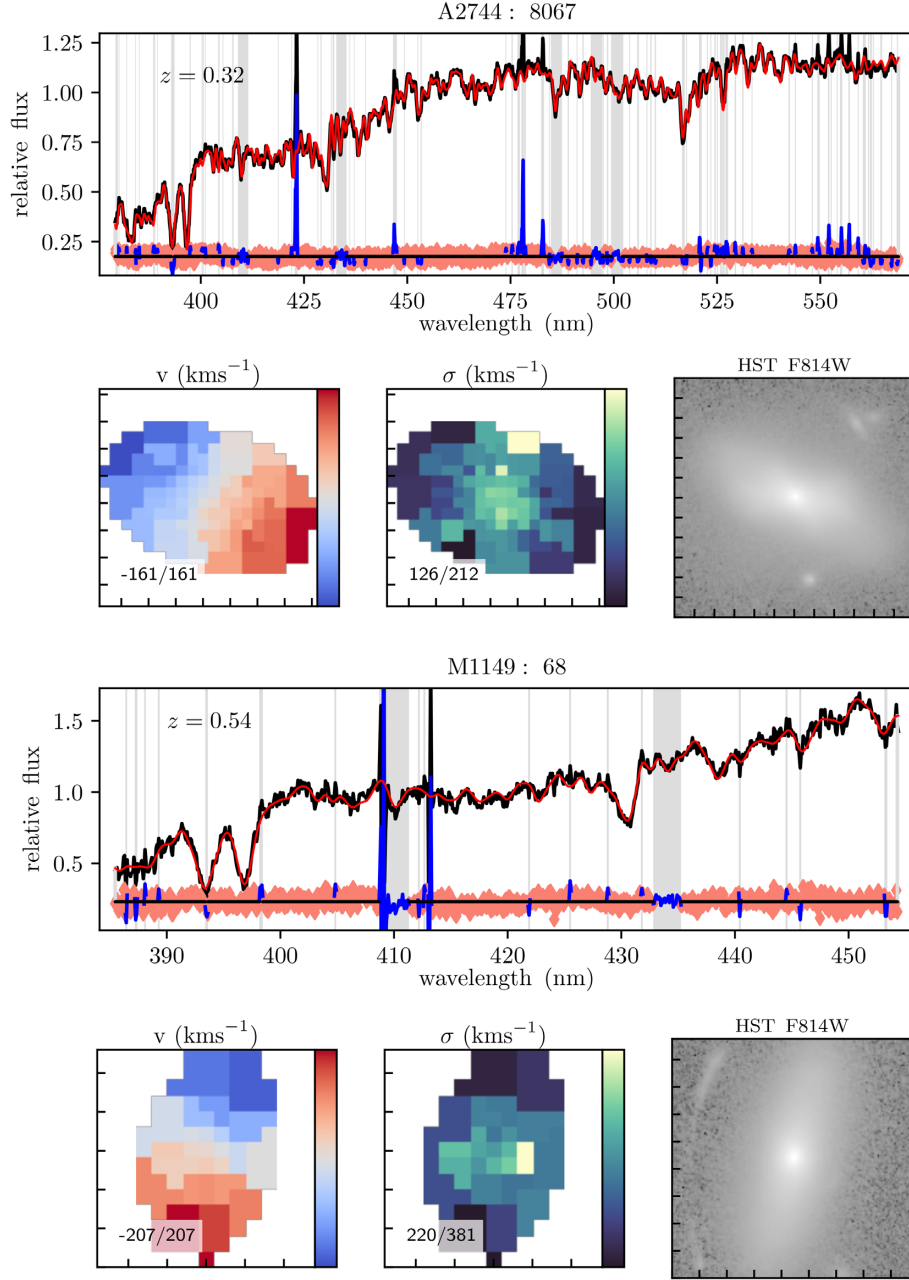 A2744 : 8067
relative flux
1.25
1.00
0.75
0.50
0.25
z = 0.32
400 425 450 475 500 525 550
wavelength (nm)
v (kms⁻¹)
-161/161
σ (kms⁻¹)
126/212
HST F814W
M1149 : 68
relative flux
1.5
1.0
0.5
z = 0.54
390 400 410 420 430 440 450
wavelength (nm)
v (kms⁻¹)
-207/207
σ (kms⁻¹)
220/381
HST F814W